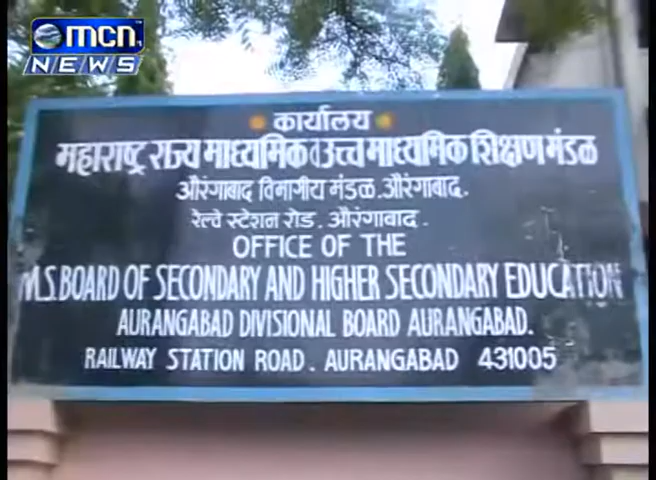 mcn
NEWS
कार्यालय
महाराष्ट्र राज्य माध्यमिक व उच्च माध्यमिक शिक्षण मंडळ
औरंगाबाद विभागीय मंडळ. औरंगाबाद.
रेल्वे स्टेशन रोड. औरंगाबाद.
OFFICE OF THE
M.S.BOARD OF SECONDARY AND HIGHER SECONDARY EDUCATION
AURANGABAD DIVISIONAL BOARD AURANGABAD.
RAILWAY STATION ROAD. AURANGABAD 431005